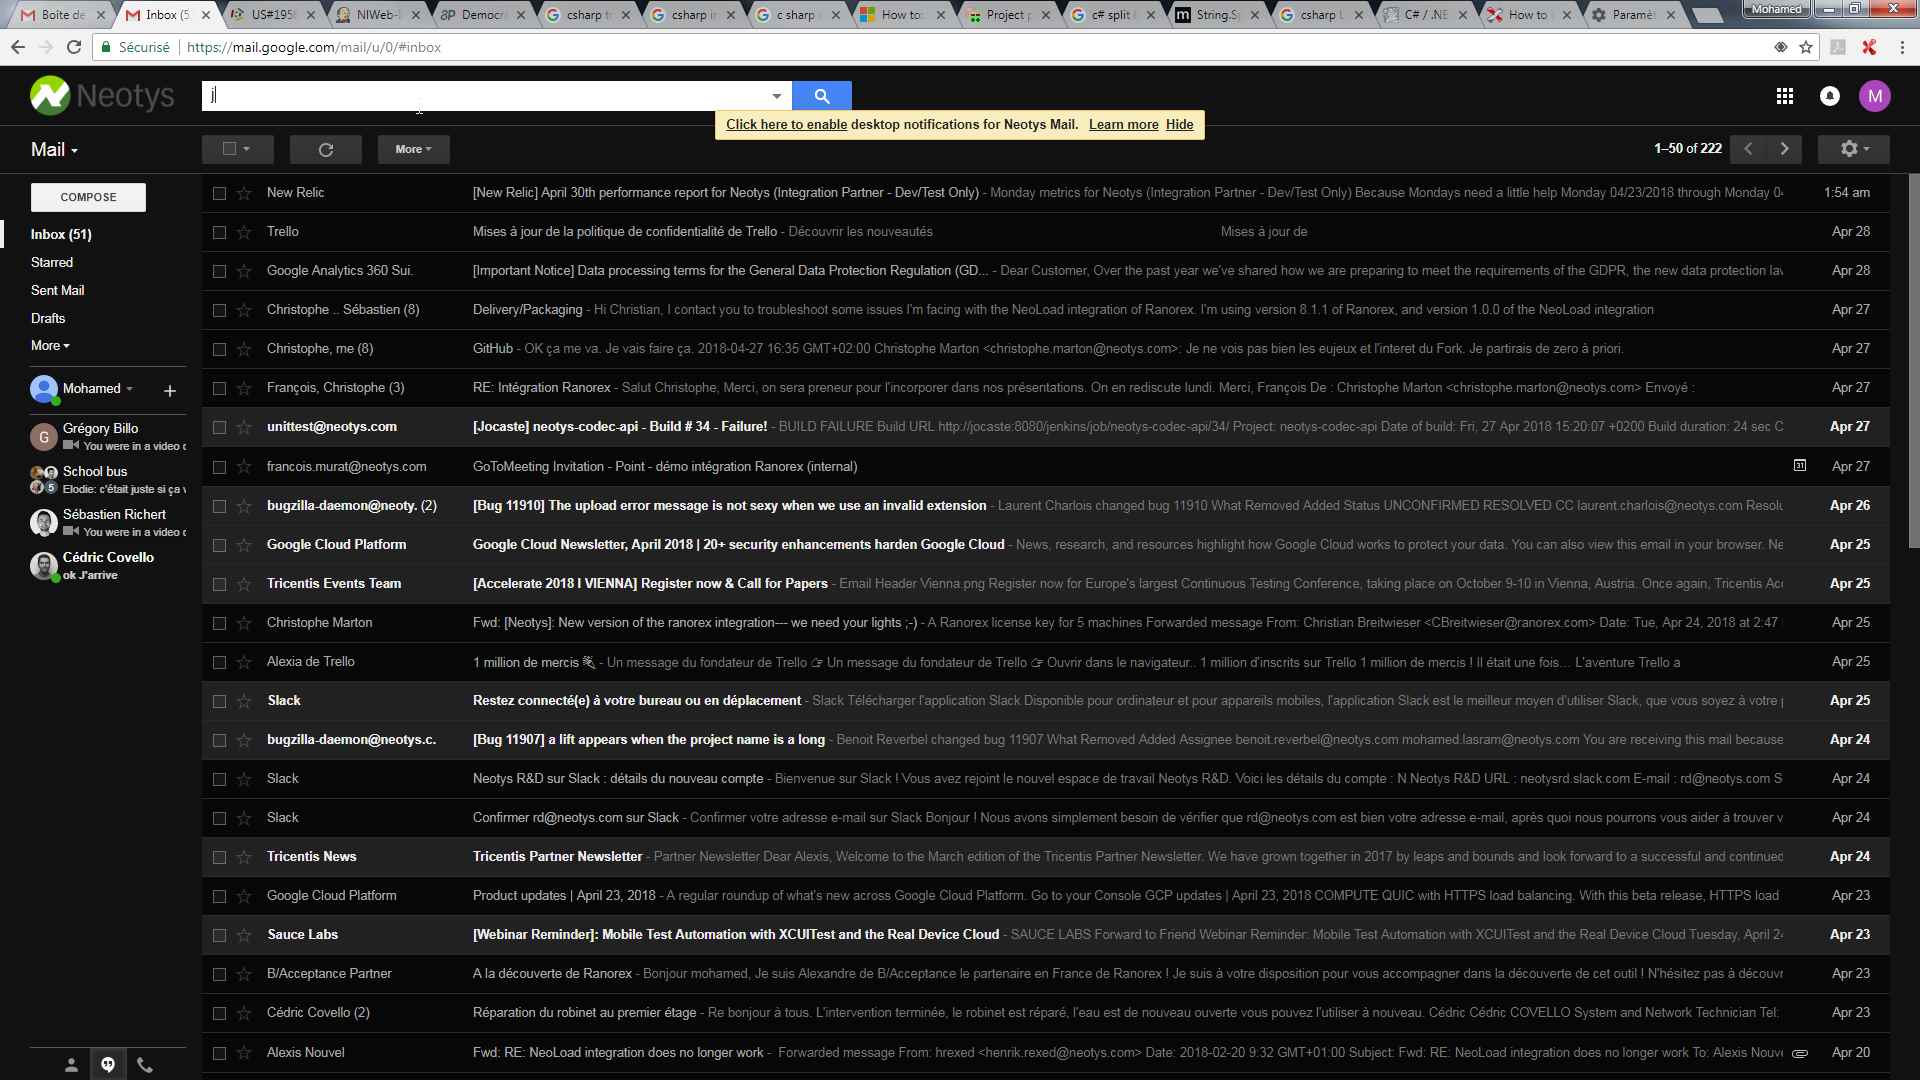 Boîte de
Inbox (5
US#1958
NIWeb-
Democr
csharp tr
csharp in
c sharp
How to:
Project p
c# split
String.Sp
csharp L
C# / .NE
How to
Paramèt
Mohamed
Sécurisé https://mail.google.com/mail/u/0/#inbox
Neotys
j
M
Click here to enable desktop notifications for Neotys Mail. Learn more Hide
Mail
More
1–50 of 222
COMPOSE
Inbox (51)
Starred
Sent Mail
Drafts
More
Mohamed
G
Grégory Billo
You were in a video c
School bus
5
Elodie: c'était juste si ça v
Sébastien Richert
You were in a video c
Cédric Covello
ok J'arrive
New Relic [New Relic] April 30th performance report for Neotys (Integration Partner - Dev/Test Only) - Monday metrics for Neotys (Integration Partner - Dev/Test Only) Because Mondays need a little help Monday 04/23/2018 through Monday 04 1:54 am
Trello Mises à jour de la politique de confidentialité de Trello - Découvrir les nouveautés Mises à jour de Apr 28
Google Analytics 360 Sui. [Important Notice] Data processing terms for the General Data Protection Regulation (GD... - Dear Customer, Over the past year we've shared how we are preparing to meet the requirements of the GDPR, the new data protection lav Apr 28
Christophe .. Sébastien (8) Delivery/Packaging - Hi Christian, I contact you to troubleshoot some issues I'm facing with the NeoLoad integration of Ranorex. I'm using version 8.1.1 of Ranorex, and version 1.0.0 of the NeoLoad integration Apr 27
Christophe, me (8) GitHub - OK ça me va. Je vais faire ça. 2018-04-27 16:35 GMT+02:00 Christophe Marton <christophe.marton@neotys.com>: Je ne vois pas bien les eujeux et l'interet du Fork. Je partirais de zero à priori. Apr 27
François, Christophe (3) RE: Intégration Ranorex - Salut Christophe, Merci, on sera preneur pour l'incorporer dans nos présentations. On en rediscute lundi. Merci, François De : Christophe Marton <christophe.marton@neotys.com> Envoyé : Apr 27
unittest@neotys.com [Jocaste] neotys-codec-api - Build # 34 - Failure! - BUILD FAILURE Build URL http://jocaste:8080/jenkins/job/neotys-codec-api/34/ Project: neotys-codec-api Date of build: Fri, 27 Apr 2018 15:20:07 +0200 Build duration: 24 sec C Apr 27
francois.murat@neotys.com GoToMeeting Invitation - Point - démo intégration Ranorex (internal) 31 Apr 27
bugzilla-daemon@neoty. (2) [Bug 11910] The upload error message is not sexy when we use an invalid extension - Laurent Charlois changed bug 11910 What Removed Added Status UNCONFIRMED RESOLVED CC laurent.charlois@neotys.com Resolu Apr 26
Google Cloud Platform Google Cloud Newsletter, April 2018 | 20+ security enhancements harden Google Cloud - News, research, and resources highlight how Google Cloud works to protect your data. You can also view this email in your browser. Ne Apr 25
Tricentis Events Team [Accelerate 2018 I VIENNA] Register now & Call for Papers - Email Header Vienna.png Register now for Europe's largest Continuous Testing Conference, taking place on October 9-10 in Vienna, Austria. Once again, Tricentis Acc Apr 25
Christophe Marton Fwd: [Neotys]: New version of the ranorex integration--- we need your lights ;-) - A Ranorex license key for 5 machines Forwarded message From: Christian Breitwieser <CBreitwieser@ranorex.com> Date: Tue, Apr 24, 2018 at 2:47 Apr 25
Alexia de Trello 1 million de mercis - Un message du fondateur de Trello 👉 Un message du fondateur de Trello 👉 Ouvrir dans le navigateur.. 1 million d'inscrits sur Trello 1 million de mercis ! Il était une fois… L'aventure Trello a Apr 25
Slack Restez connecté(e) à votre bureau ou en déplacement - Slack Télécharger l'application Slack Disponible pour ordinateur et pour appareils mobiles, l'application Slack est le meilleur moyen d'utiliser Slack, que vous soyez à votre Apr 25
bugzilla-daemon@neotys.c. [Bug 11907] a lift appears when the project name is a long - Benoit Reverbel changed bug 11907 What Removed Added Assignee benoit.reverbel@neotys.com mohamed.lasram@neotys.com You are receiving this mail because Apr 24
Slack Neotys R&D sur Slack : détails du nouveau compte - Bienvenue sur Slack ! Vous avez rejoint le nouvel espace de travail Neotys R&D. Voici les détails du compte : N Neotys R&D URL : neotysrd.slack.com E-mail : rd@neotys.com S Apr 24
Slack Confirmer rd@neotys.com sur Slack - Confirmer votre adresse e-mail sur Slack Bonjour ! Nous avons simplement besoin de vérifier que rd@neotys.com est bien votre adresse e-mail, après quoi nous pourrons vous aider à trouver v Apr 24
Tricentis News Tricentis Partner Newsletter - Partner Newsletter Dear Alexis, Welcome to the March edition of the Tricentis Partner Newsletter. We have grown together in 2017 by leaps and bounds and look forward to a successful and continued Apr 24
Google Cloud Platform Product updates | April 23, 2018 - A regular roundup of what's new across Google Cloud Platform. Go to your Console GCP updates | April 23, 2018 COMPUTE QUIC with HTTPS load balancing. With this beta release, HTTPS load Apr 23
Sauce Labs [Webinar Reminder]: Mobile Test Automation with XCUITest and the Real Device Cloud - SAUCE LABS Forward to Friend Webinar Reminder: Mobile Test Automation with XCUITest and the Real Device Cloud Tuesday, April 24 Apr 23
B/Acceptance Partner A la découverte de Ranorex - Bonjour mohamed, Je suis Alexandre de B/Acceptance le partenaire en France de Ranorex ! Je suis à votre disposition pour vous accompagner dans la découverte de cet outil ! N'hésitez pas à découvr Apr 23
Cédric Covello (2) Réparation du robinet au premier étage - Re bonjour à tous. L'intervention terminée, le robinet est réparé, l'eau est de nouveau ouverte vous pouvez l'utiliser à nouveau. Cédric Cédric COVELLO System and Network Technician Tel: Apr 23
Alexis Nouvel Fwd: RE: NeoLoad integration does no longer work - Forwarded message From: hrexed <henrik.rexed@neotys.com> Date: 2018-02-20 9:32 GMT+01:00 Subject: Fwd: RE: NeoLoad integration does no longer work To: Alexis Nouve Apr 20